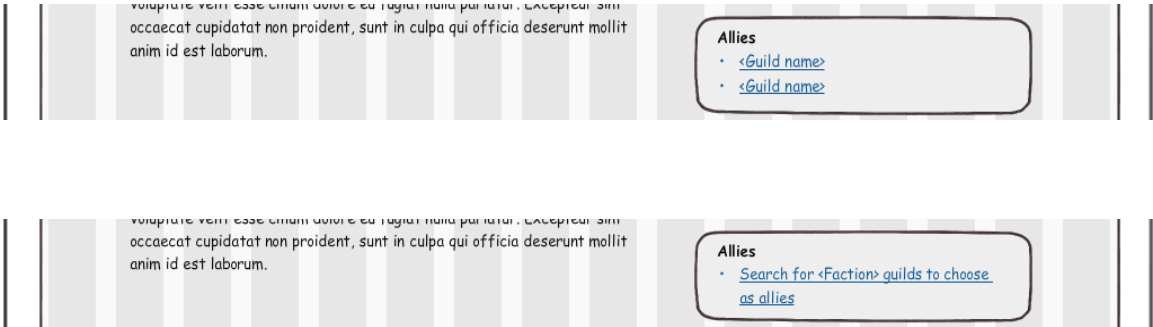 occaecat cupidatat non proident, sunt in culpa qui officia deserunt mollit
anim id est laborum.
Allies
• <Guild name>
• <Guild name>
occaecat cupidatat non proident, sunt in culpa qui officia deserunt mollit
anim id est laborum.
Allies
• Search for <Faction> guilds to choose
as allies